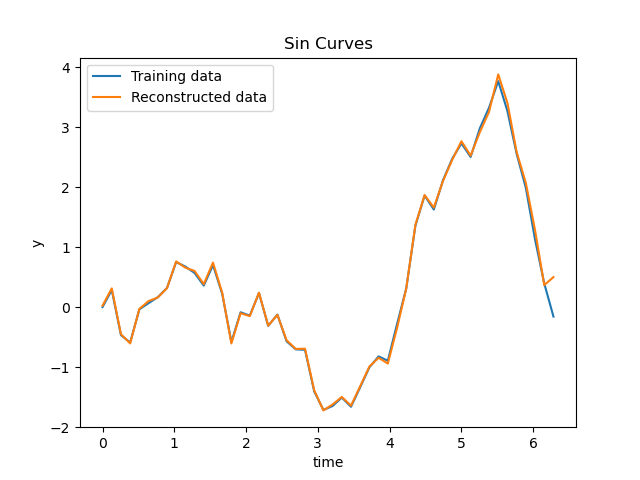 Sin Curves
Training data
Reconstructed data
4
3
2
1
0
−1
−2
y
0 1 2 3 4 5 6
time